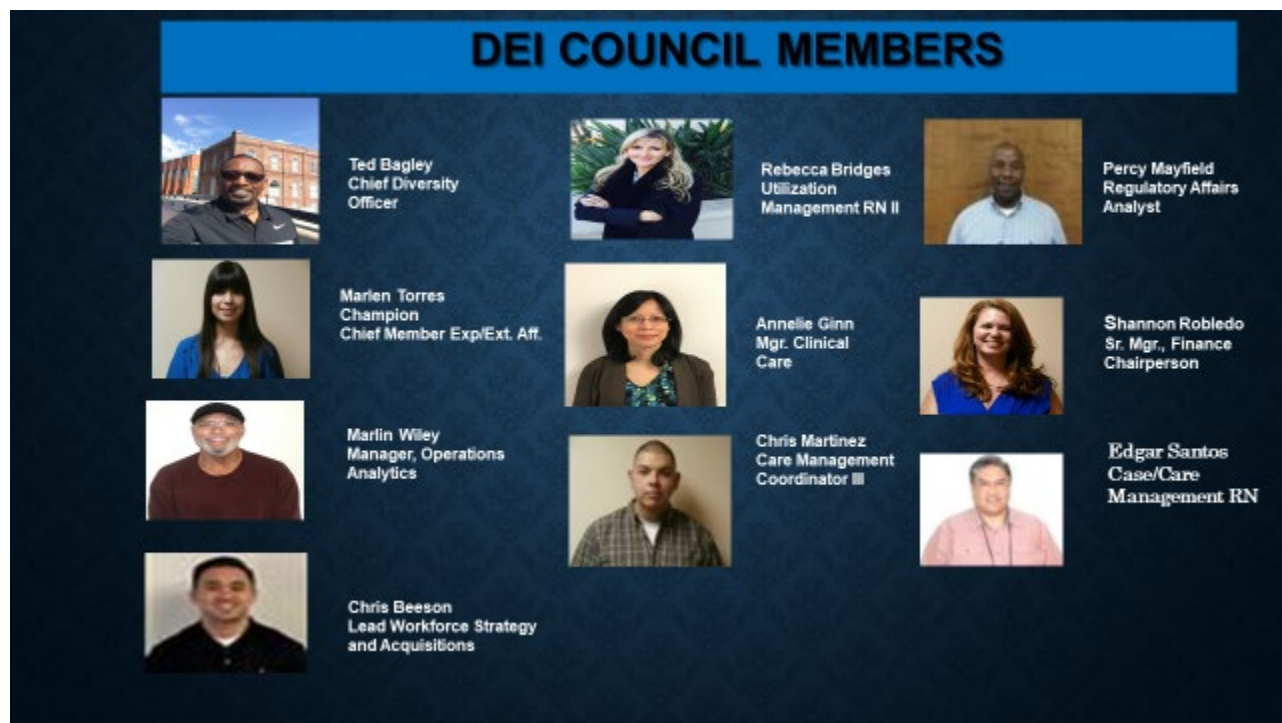 DEI COUNCIL MEMBERS
Ted Bagley
Chief Diversity
Officer
Rebecca Bridges
Utilization
Management RN II
Percy Mayfield
Regulatory Affairs
Analyst
Marlen Torres
Champion
Chief Member Exp/Ext. Aff.
Annelie Ginn
Mgr. Clinical
Care
Shannon Robledo
Sr. Mgr., Finance
Chairperson
Marlin Wiley
Manager, Operations
Analytics
Chris Martinez
Care Management
Coordinator III
Edgar Santos
Case/Care
Management RN
Chris Beeson
Lead Workforce Strategy
and Acquisitions